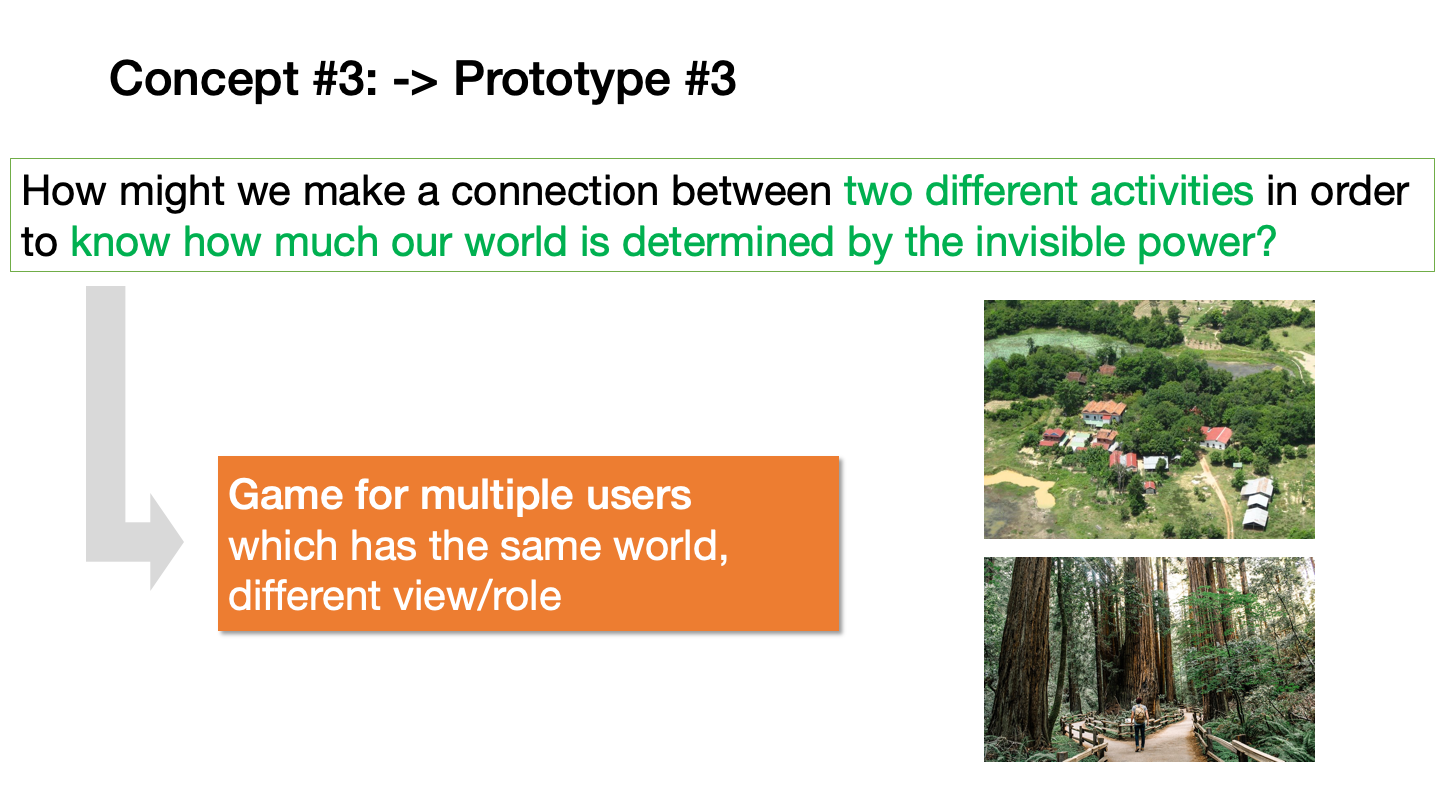 Concept #3: -> Prototype #3
How might we make a connection between two different activities in order
to know how much our world is determined by the invisible power?
Game for multiple users
which has the same world,
different view/role